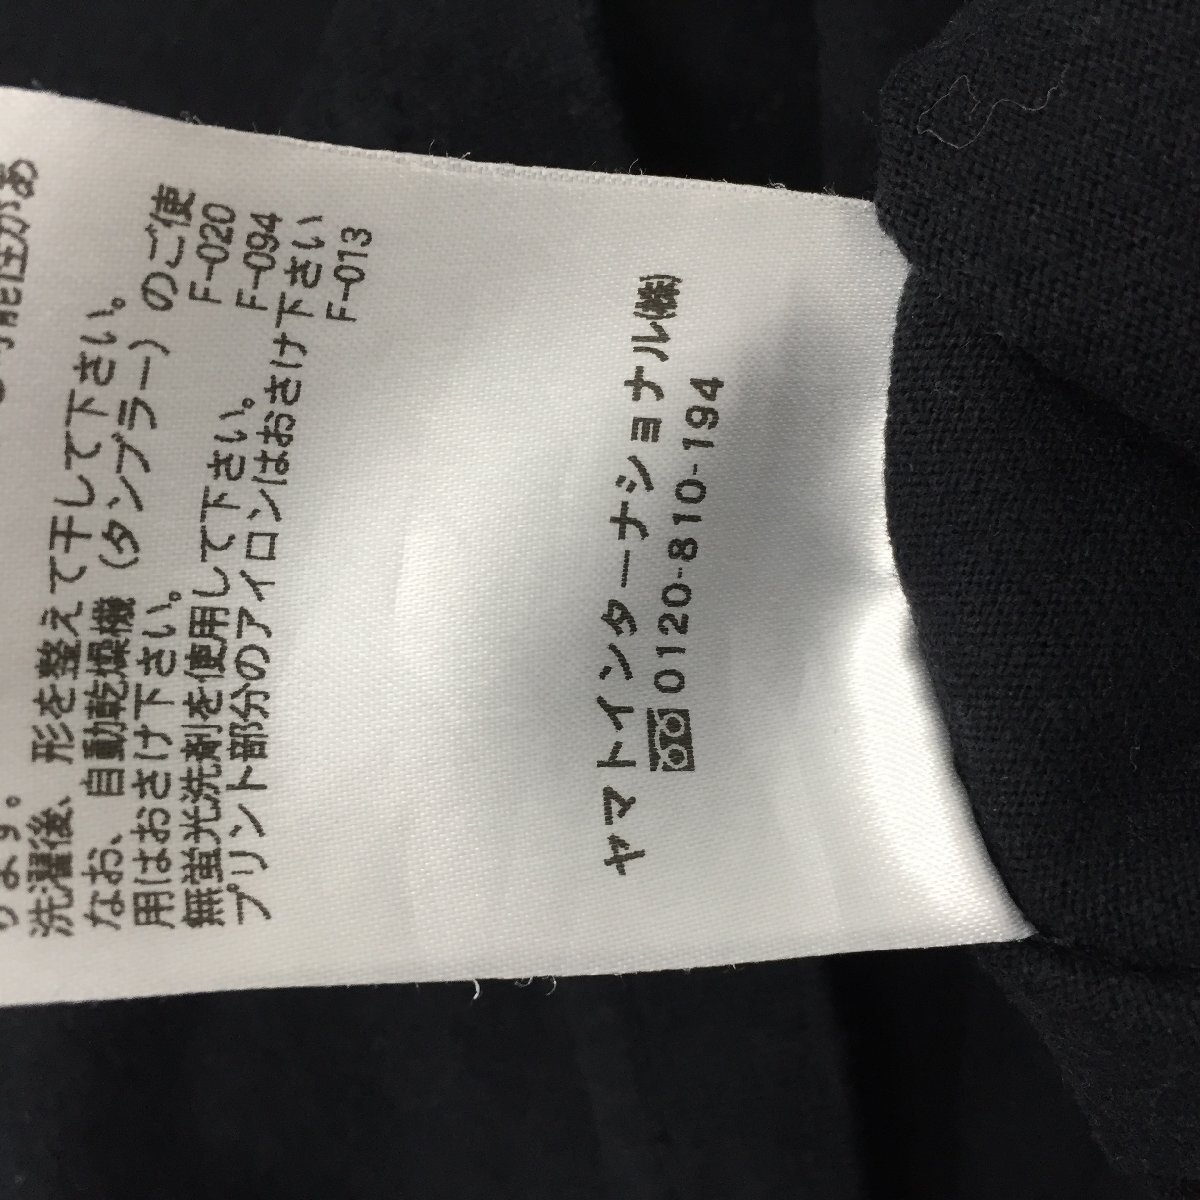 ります。
洗濯後、形を整えて干して下さい。
なお、自動乾燥機（タンブラー）のご使
用はおさけ下さい。 F-020
無蛍光洗剤を使用して下さい。 F-094
プリント部分のアイロンはおさけ下さい
F-013
ヤマトインターナショナル㈱
0120-810-194